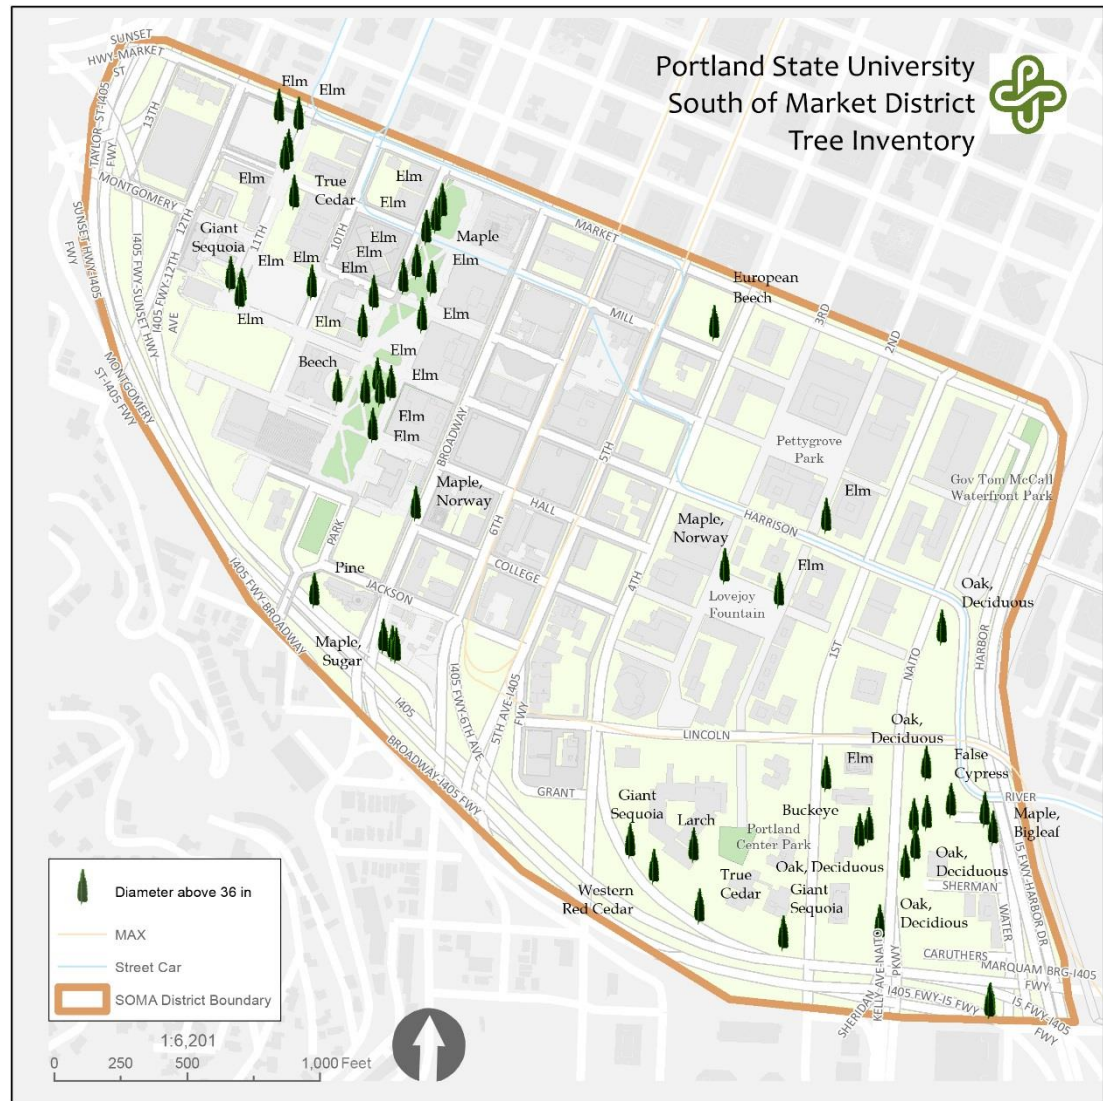 Portland State University
South of Market District
Tree Inventory
SUNSET
HWY-MARKET
ST
TAYLOR ST-I405
FWY
13TH
MONTGOMERY
SUNSET HWY-I405
FWY
I405 FWY-SUNSET HWY
I405 FWY-12TH
AVE
12TH
11TH
10TH
MONTGOMERY
ST-I405 FWY
Elm
Elm
Elm
True
Cedar
Elm
Elm
Giant
Sequoia
Elm
Elm
Elm
Elm
Elm
Maple
Elm
Elm
Elm
Elm
Beech
Elm
Elm
Elm
Elm
MARKET
European
Beech
3RD
2ND
MILL
BROADWAY
6TH
5TH
4TH
HALL
COLLEGE
HARRISON
Pettygrove
Park
Gov Tom McCall
Waterfront Park
Elm
Maple,
Norway
Maple,
Norway
Elm
Lovejoy
Fountain
Oak,
Deciduous
PARK
Pine
JACKSON
I405 FWY-BROADWAY
Maple,
Sugar
I405
I405 FWY-6TH AVE
5TH AVE-I405
FWY
BROADWAY-I405 FWY
1ST
NAITO
HARBOR
LINCOLN
GRANT
Oak,
Deciduous
Elm
False
Cypress
RIVER
Maple,
Bigleaf
Giant
Sequoia
Larch
Buckeye
Portland
Center Park
Oak, Deciduous
True
Cedar
Giant
Sequoia
Western
Red Cedar
Oak,
Deciduous
SHERMAN
Oak,
Decidious
WATER
I5 FWY-HARBOR DR
CARUTHERS
MARQUAM BRG-I405
FWY
I405 FWY-I5 FWY
I5 FWY-I405
FWY
SHERIDAN
KELLY AVE-NAITO
PKWY
Diameter above 36 in
MAX
Street Car
SOMA District Boundary
1:6,201
0 250 500 1,000 Feet